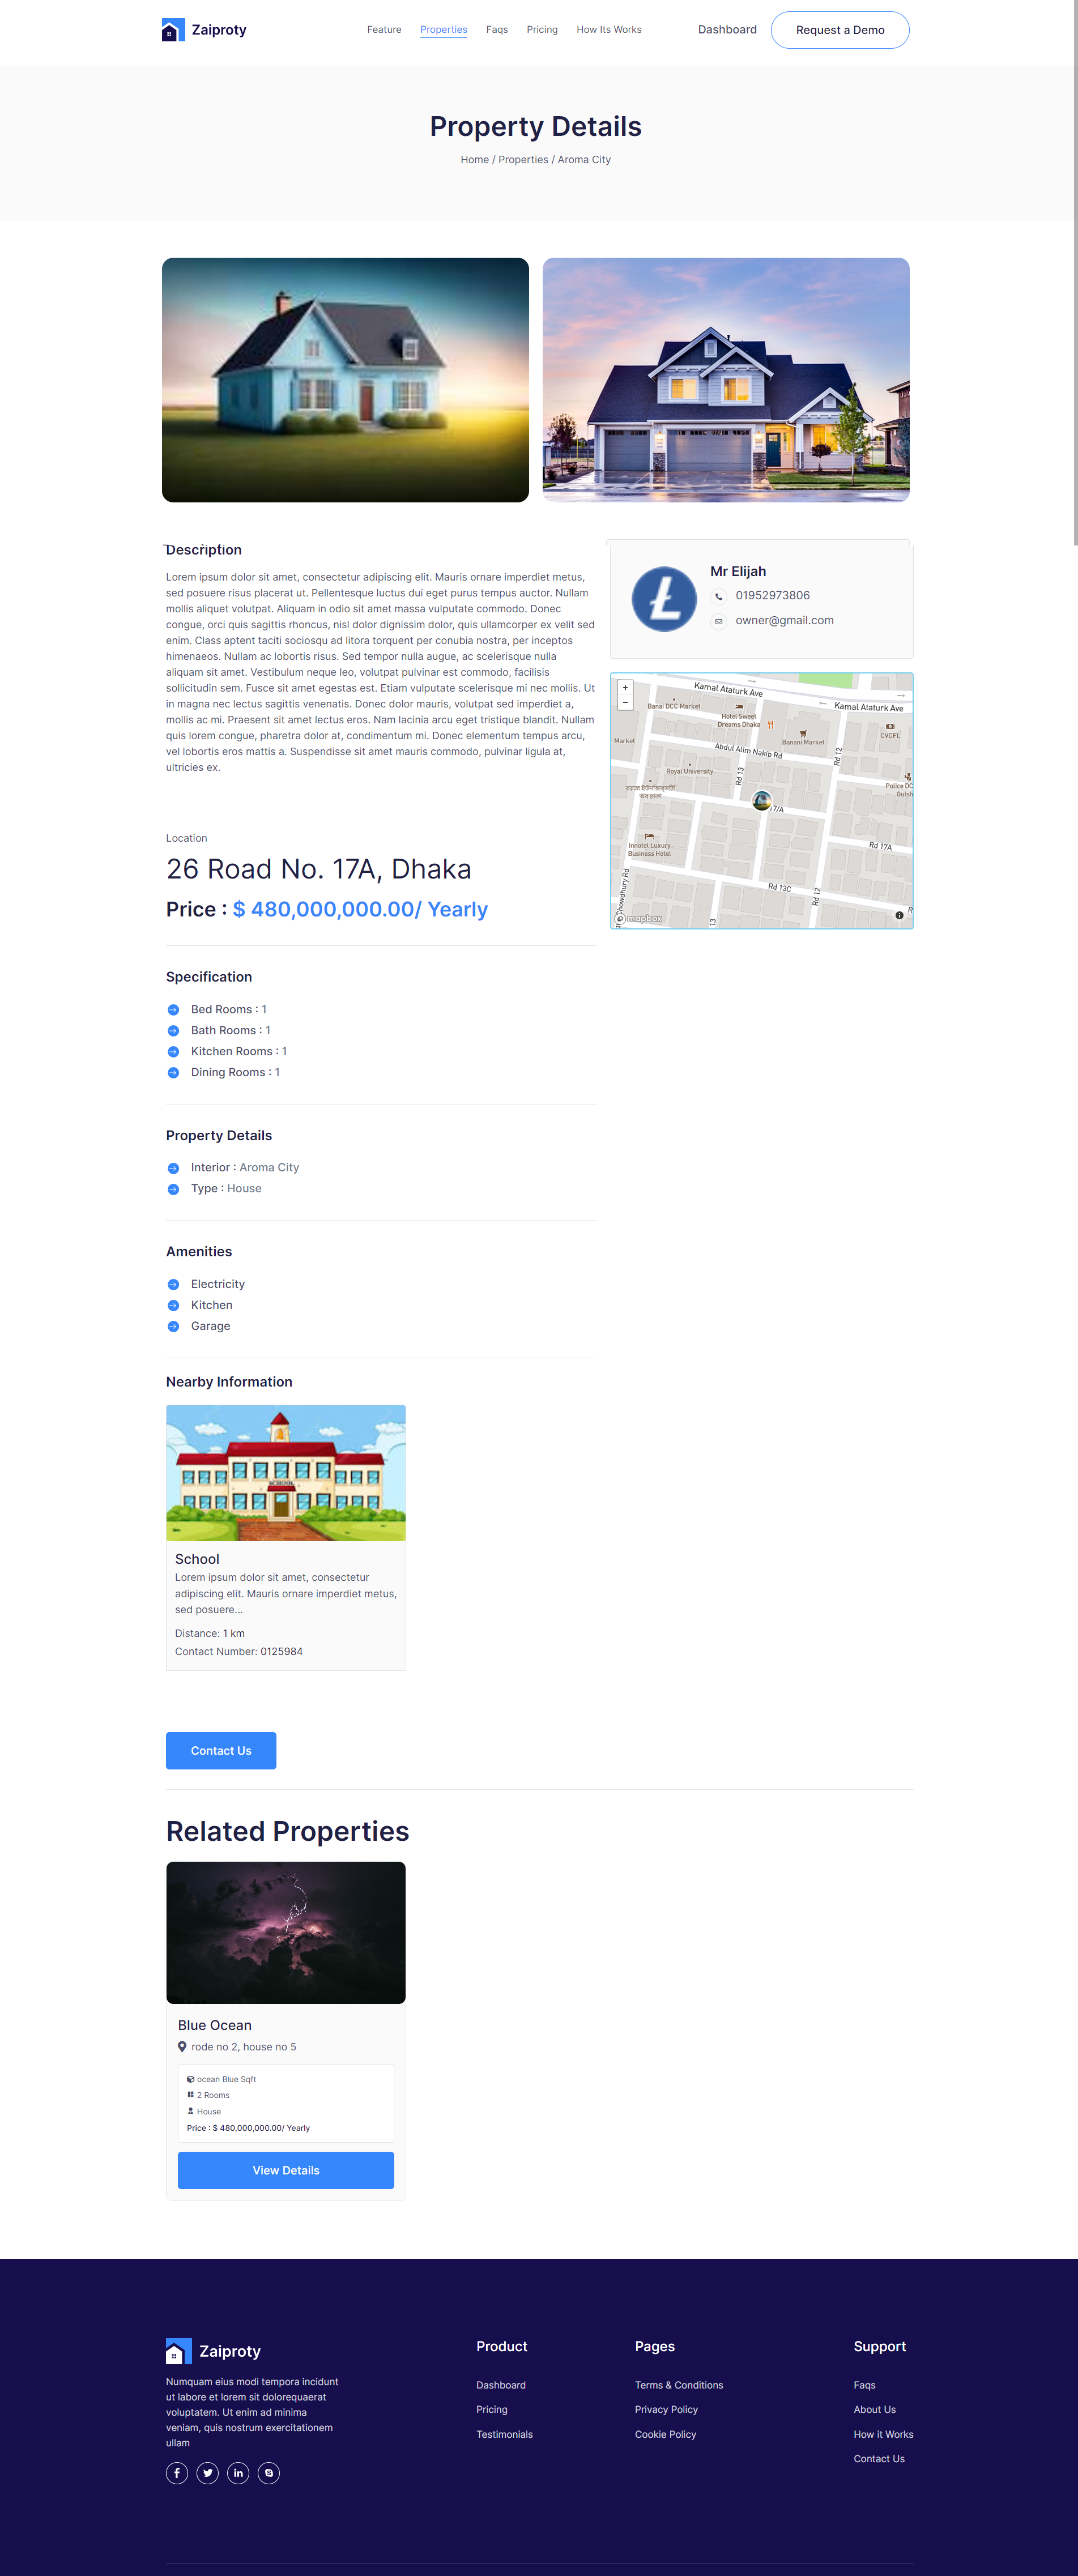 Zaiproty
Feature
Properties
Faqs
Pricing
How Its Works
Dashboard
Request a Demo
Property Details
Home / Properties / Aroma City
Description
Lorem ipsum dolor sit amet, consectetur adipiscing elit. Mauris ornare imperdiet metus,
sed posuere risus placerat ut. Pellentesque luctus dui eget purus tempus auctor. Nullam
mollis aliquet volutpat. Aliquam in odio sit amet massa vulputate commodo. Donec
congue, orci quis sagittis rhoncus, nisl dolor dignissim dolor, quis ullamcorper ex velit sed
enim. Class aptent taciti sociosqu ad litora torquent per conubia nostra, per inceptos
himenaeos. Nullam ac lobortis risus. Sed tempor nulla augue, ac scelerisque nulla
aliquam sit amet. Vestibulum neque leo, volutpat pulvinar est commodo, facilisis
sollicitudin sem. Fusce sit amet egestas est. Etiam vulputate scelerisque mi nec mollis. Ut
in magna nec lectus sagittis venenatis. Donec dolor mauris, volutpat sed imperdiet a,
mollis ac mi. Praesent sit amet lectus eros. Nam lacinia arcu eget tristique blandit. Nullam
quis lorem congue, pharetra dolor at, condimentum mi. Donec elementum tempus arcu,
vel lobortis eros mattis a. Suspendisse sit amet mauris commodo, pulvinar ligula at,
ultricies ex.
Mr Elijah
01952973806
owner@gmail.com
+
−
Kamal Ataturk Ave
Kamal Ataturk Ave
Banai DCC Market
Hotel Sweet
Dreams Dhaka
Market
Banani Market
CVCFL
Abdul Alim Nakib Rd
Rd 12
Rd 13
Royal University
Police DC
Gulsh
7/A
Innotel Luxury
Business Hotel
Rd 17A
Rd 13C
Rd 12
howdhury Rd
13
R
mapbox
Location
26 Road No. 17A, Dhaka
Price : $ 480,000,000.00/ Yearly
Specification
Bed Rooms : 1
Bath Rooms : 1
Kitchen Rooms : 1
Dining Rooms : 1
Property Details
Interior : Aroma City
Type : House
Amenities
Electricity
Kitchen
Garage
Nearby Information
SCHOOL
School
Lorem ipsum dolor sit amet, consectetur
adipiscing elit. Mauris ornare imperdiet metus,
sed posuere...
Distance: 1 km
Contact Number: 0125984
Contact Us
Related Properties
Blue Ocean
rode no 2, house no 5
ocean Blue Sqft
2 Rooms
House
Price : $ 480,000,000.00/ Yearly
View Details
Zaiproty
Numquam eius modi tempora incidunt
ut labore et lorem sit dolorequaerat
voluptatem. Ut enim ad minima
veniam, quis nostrum exercitationem
ullam
Product
Dashboard
Pricing
Testimonials
Pages
Terms & Conditions
Privacy Policy
Cookie Policy
Support
Faqs
About Us
How it Works
Contact Us